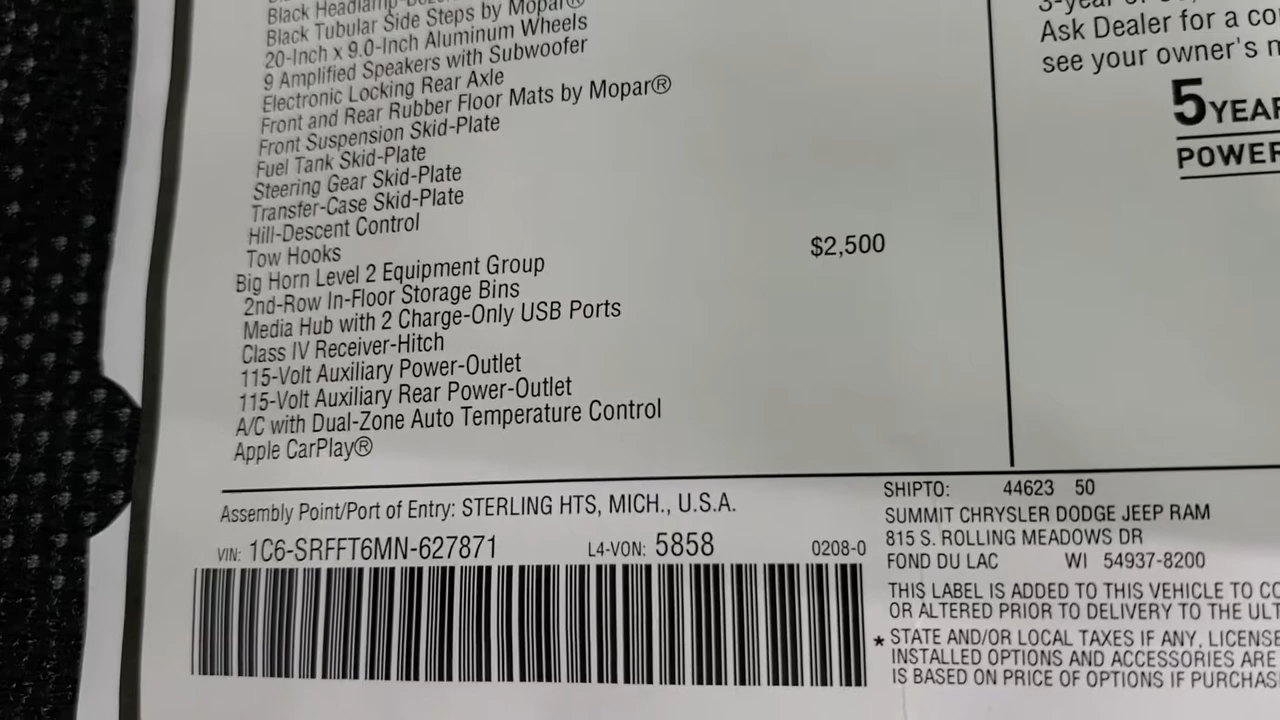 Black Headlamp
Black Tubular Side Steps by Mopar®
20-Inch x 9.0-Inch Aluminum Wheels
9 Amplified Speakers with Subwoofer
Electronic Locking Rear Axle
Front and Rear Rubber Floor Mats by Mopar®
Front Suspension Skid-Plate
Fuel Tank Skid-Plate
Steering Gear Skid-Plate
Transfer-Case Skid-Plate
Hill-Descent Control
Tow Hooks
Big Horn Level 2 Equipment Group $2,500
2nd-Row In-Floor Storage Bins
Media Hub with 2 Charge-Only USB Ports
Class IV Receiver-Hitch
115-Volt Auxiliary Power-Outlet
115-Volt Auxiliary Rear Power-Outlet
A/C with Dual-Zone Auto Temperature Control
Apple CarPlay®
3-year or
Ask Dealer for a co
see your owner's m
5 YEAR
POWER
Assembly Point/Port of Entry: STERLING HTS, MICH., U.S.A.
VIN: 1C6-SRFFT6MN-627871 L4-VON: 5858 0208-0
SHIPTO: 44623 50
SUMMIT CHRYSLER DODGE JEEP RAM
815 S. ROLLING MEADOWS DR
FOND DU LAC WI 54937-8200
THIS LABEL IS ADDED TO THIS VEHICLE TO CO
OR ALTERED PRIOR TO DELIVERY TO THE ULT
* STATE AND/OR LOCAL TAXES IF ANY, LICENSE
INSTALLED OPTIONS AND ACCESSORIES ARE
IS BASED ON PRICE OF OPTIONS IF PURCHAS